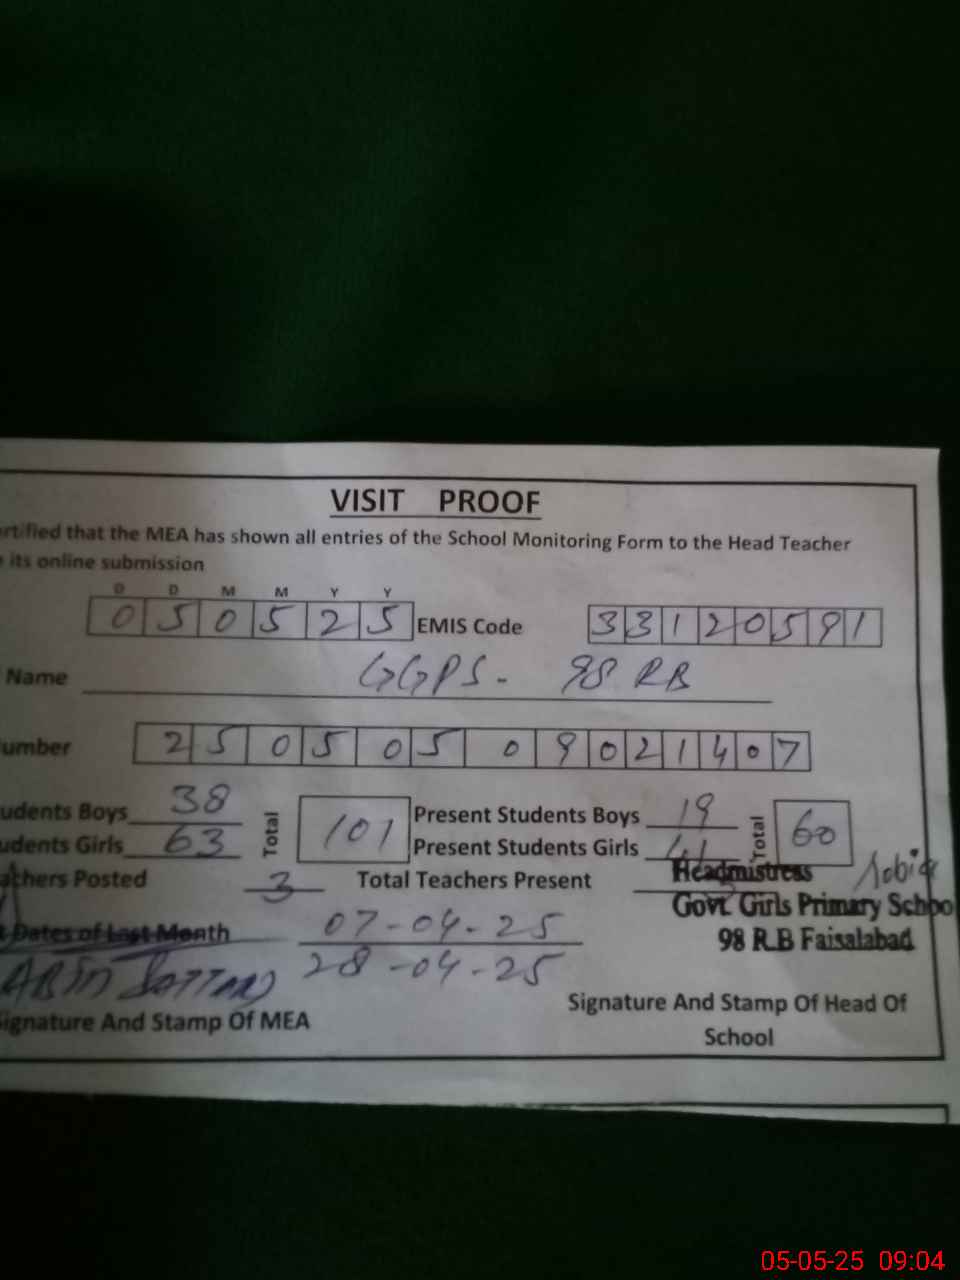 VISIT PROOF
rtified that the MEA has shown all entries of the School Monitoring Form to the Head Teacher
its online submission
D D M M Y Y
0 5 0 5 2 5 EMIS Code 3 3 1 2 0 5 9 1
Name GGPS - 98 RB
umber 2 5 0 5 0 5 0 9 0 2 1 4 0 7
udents Boys 38 Total 101 Present Students Boys 19 Total 60
udents Girls 63 Present Students Girls 41
achers Posted 3 Total Teachers Present
Headmistress
Govt. Girls Primary Schoo
98 R.B Faisalabad
t Dates of Last Month 07-04-25
28-04-25
Signature And Stamp Of MEA
Signature And Stamp Of Head Of
School
05-05-25 09:04